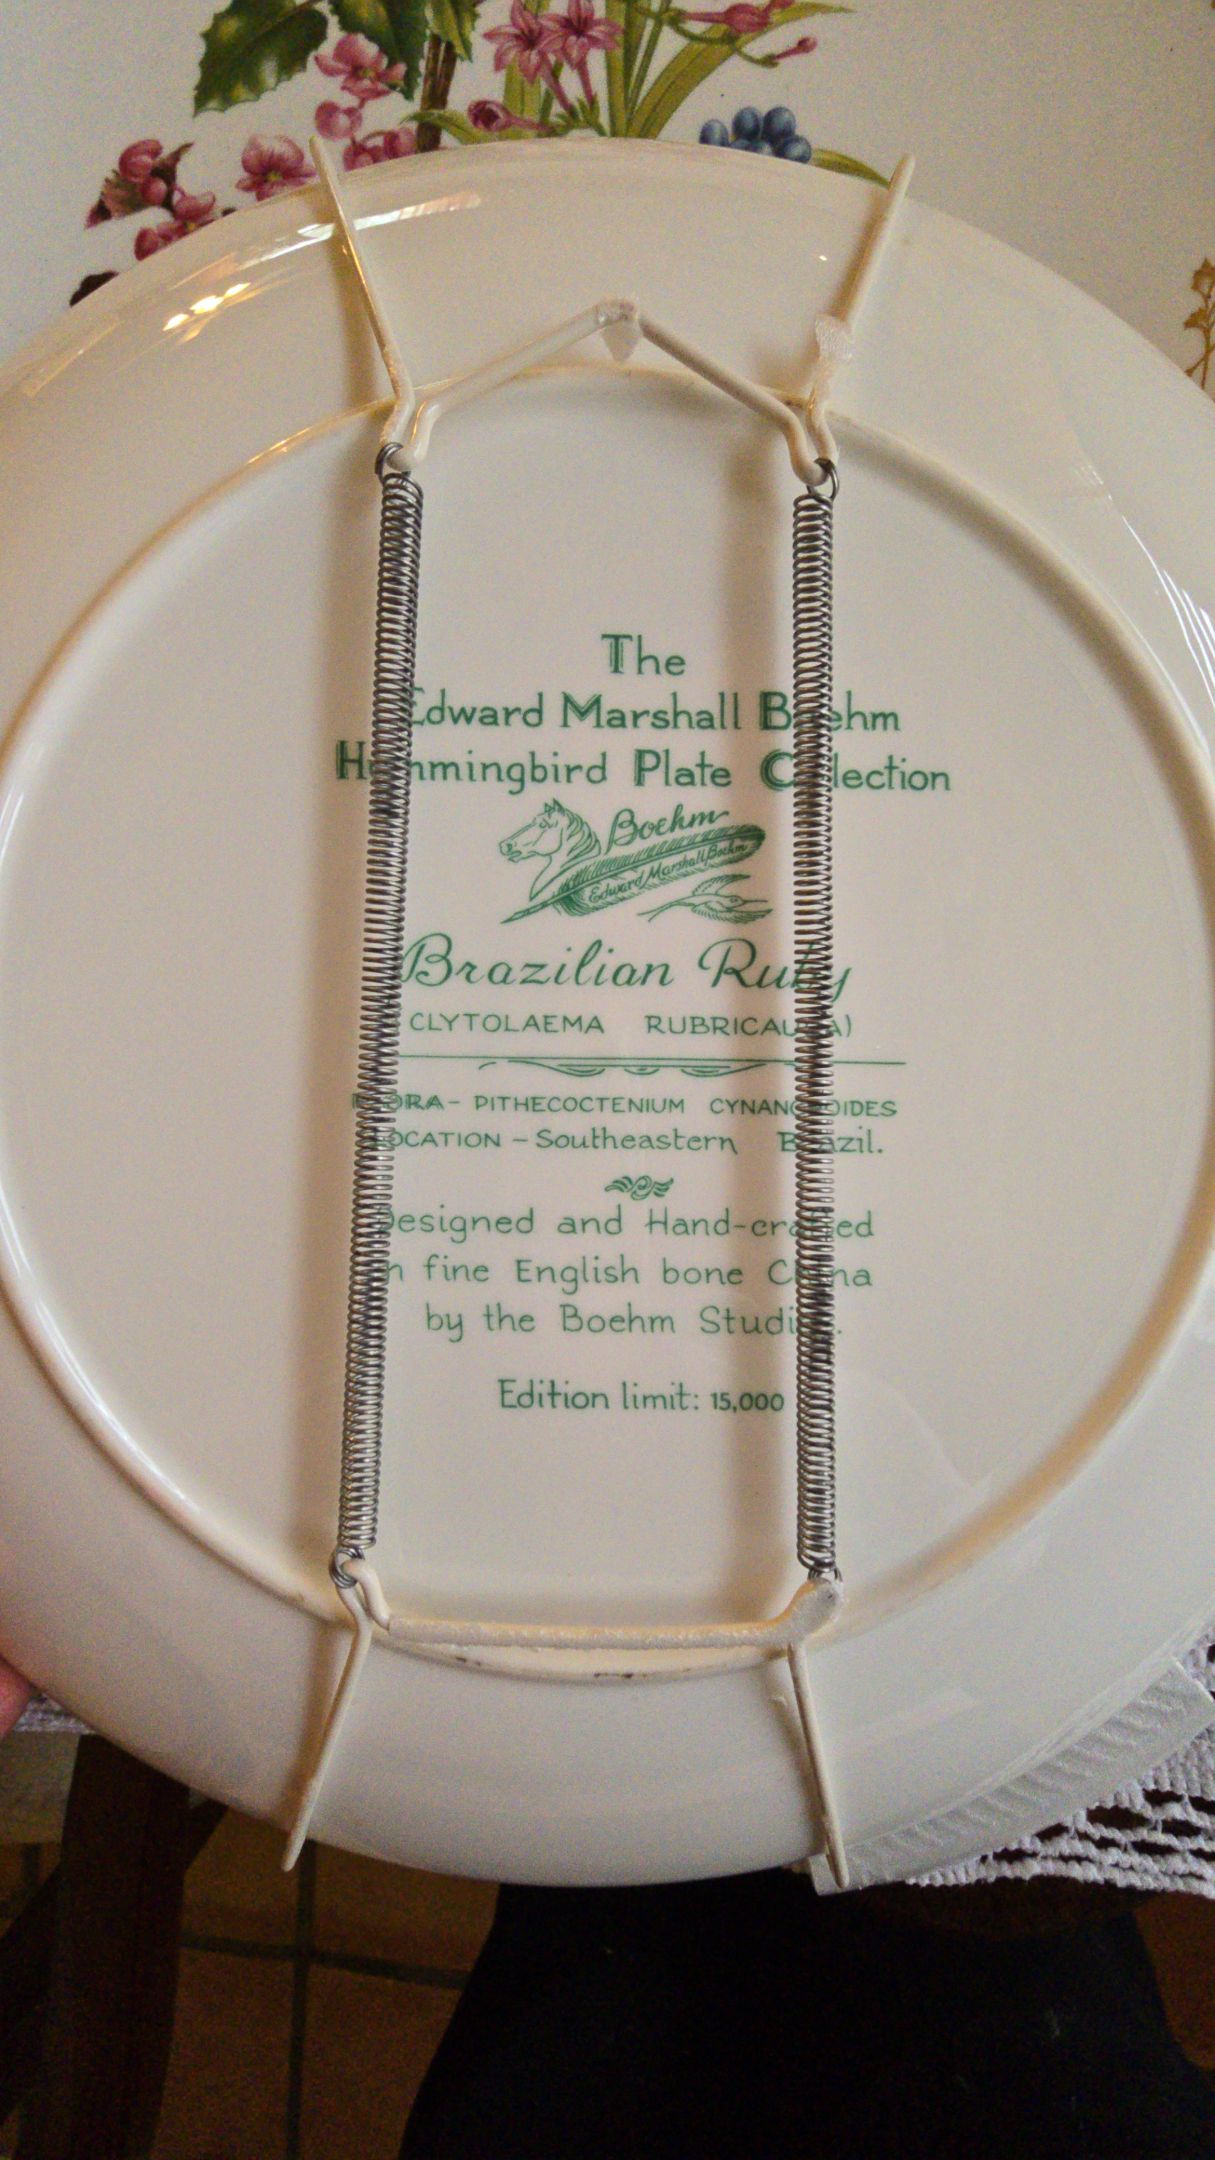 The
Edward Marshall Boehm
Hummingbird Plate Collection
Boehm
Edward Marshall Boehm
Brazilian Ruby
CLYTOLAEMA RUBRICAUDA)
FLORA - PITHECOCTENIUM CYNANCHOIDES
LOCATION - Southeastern Brazil.
Designed and Hand-crafted
in fine English bone China
by the Boehm Studios.
Edition limit: 15,000